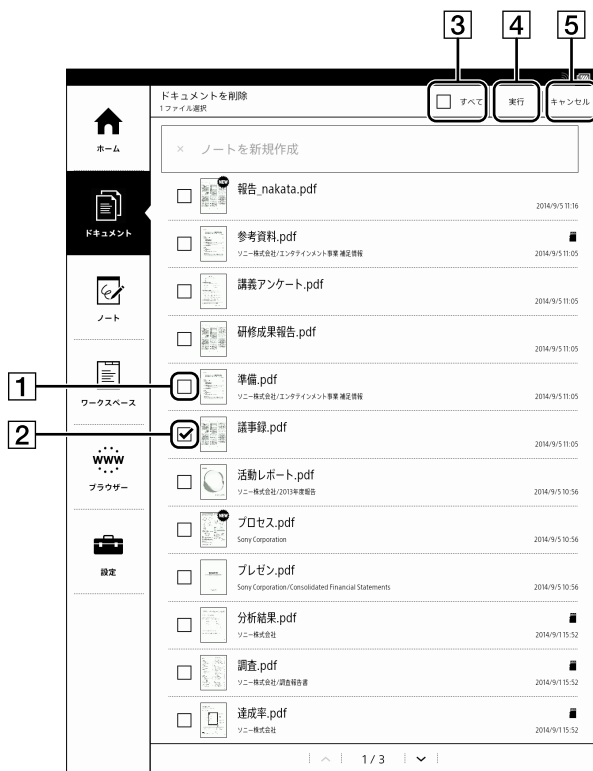 3
4
5
ドキュメントを削除
1ファイル選択
すべて
実行
キャンセル
ホーム
× ノートを新規作成
ドキュメント
NEW
報告_nakata.pdf
2014/9/5 11:16
参考資料.pdf
ソニー株式会社/エンタテインメント事業 補足情報
2014/9/5 11:05
ノート
講義アンケート.pdf
2014/9/5 11:05
研修成果報告.pdf
2014/9/5 11:05
1
ワークスペース
準備.pdf
ソニー株式会社/エンタテインメント事業 補足情報
2014/9/5 11:05
2
議事録.pdf
2014/9/5 11:05
www
ブラウザー
活動レポート.pdf
ソニー株式会社/2013年度報告
2014/9/5 10:56
NEW
プロセス.pdf
Sony Corporation
2014/9/5 10:56
設定
プレゼン.pdf
Sony Corporation/Consolidated Financial Statements
2014/9/5 10:56
分析結果.pdf
ソニー株式会社
2014/9/1 15:52
調査.pdf
ソニー株式会社/調査報告書
2014/9/1 15:52
達成率.pdf
ソニー株式会社
2014/9/1 15:52
1/3